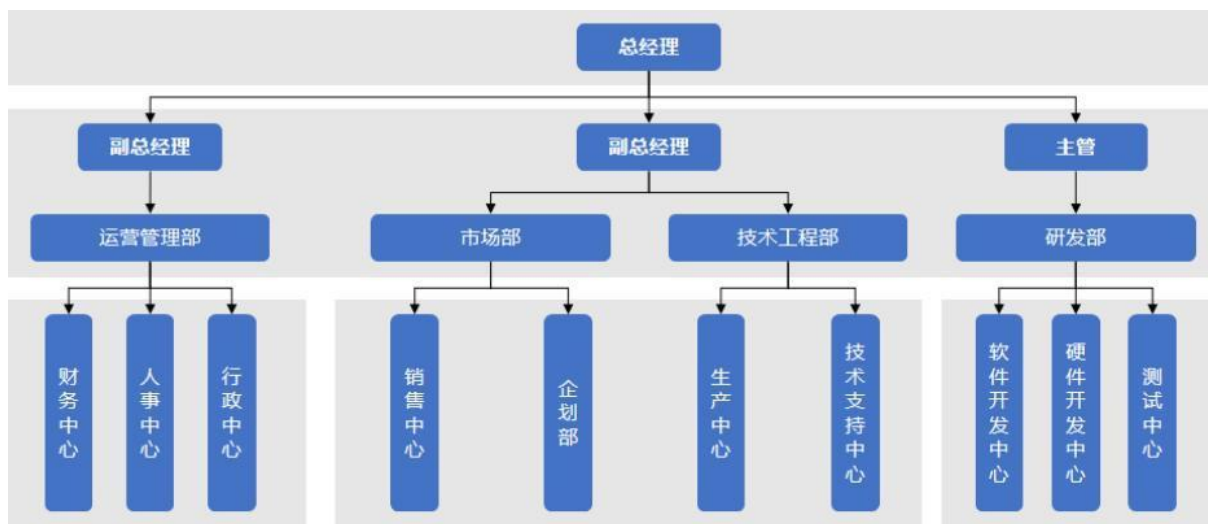 总经理
副总经理
副总经理
主管
运营管理部
市场部
技术工程部
研发部
财务中心
人事中心
行政中心
销售中心
企划部
生产中心
技术支持中心
软件开发中心
硬件开发中心
测试中心